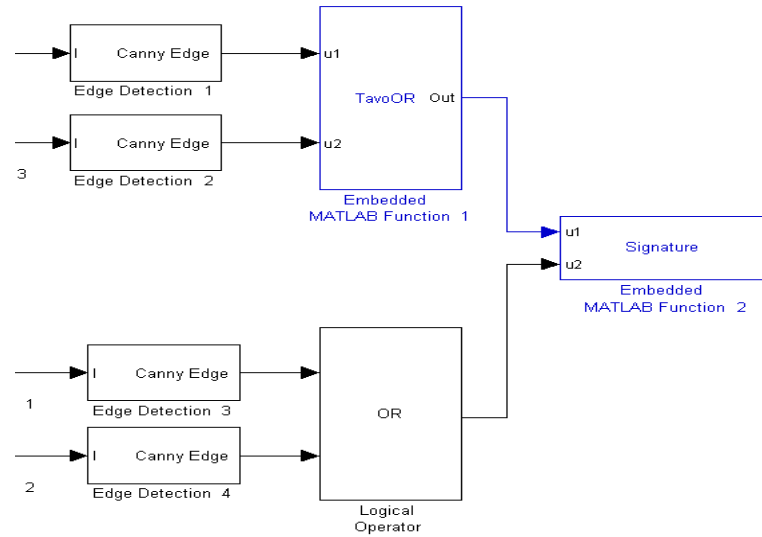 I Canny Edge
Edge Detection 1
3
I Canny Edge
Edge Detection 2
u1
TavoOR Out
u2
Embedded
MATLAB Function 1
u1
Signature
u2
Embedded
MATLAB Function 2
1
I Canny Edge
Edge Detection 3
2
I Canny Edge
Edge Detection 4
OR
Logical
Operator